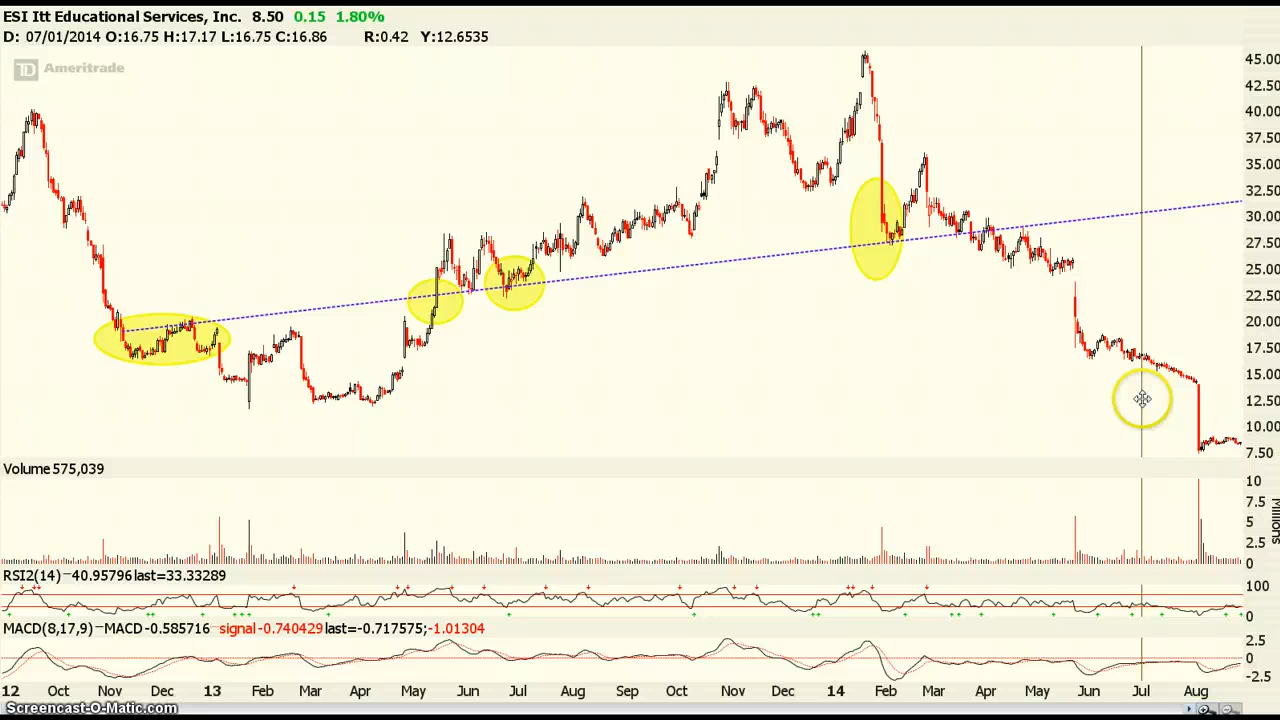 ESI Itt Educational Services, Inc. 8.50 0.15 1.80%
D: 07/01/2014 O:16.75 H:17.17 L:16.75 C:16.86 R:0.42 Y:12.6535
TD Ameritrade
45.00
42.50
40.00
37.50
35.00
32.50
30.00
27.50
25.00
22.50
20.00
17.50
15.00
12.50
10.00
7.50
Volume 575,039
10
7.5
5
2.5
0
Millions
RSI2(14) −40.95796last=33.33289
100
0
MACD(8,17,9)−MACD-0.585716 signal-0.740429last=-0.717575;-1.01304
2.5
0
-2.5
12 Oct Nov Dec 13 Feb Mar Apr May Jun Jul Aug Sep Oct Nov Dec 14 Feb Mar Apr May Jun Jul Aug
Screencast-O-Matic.com